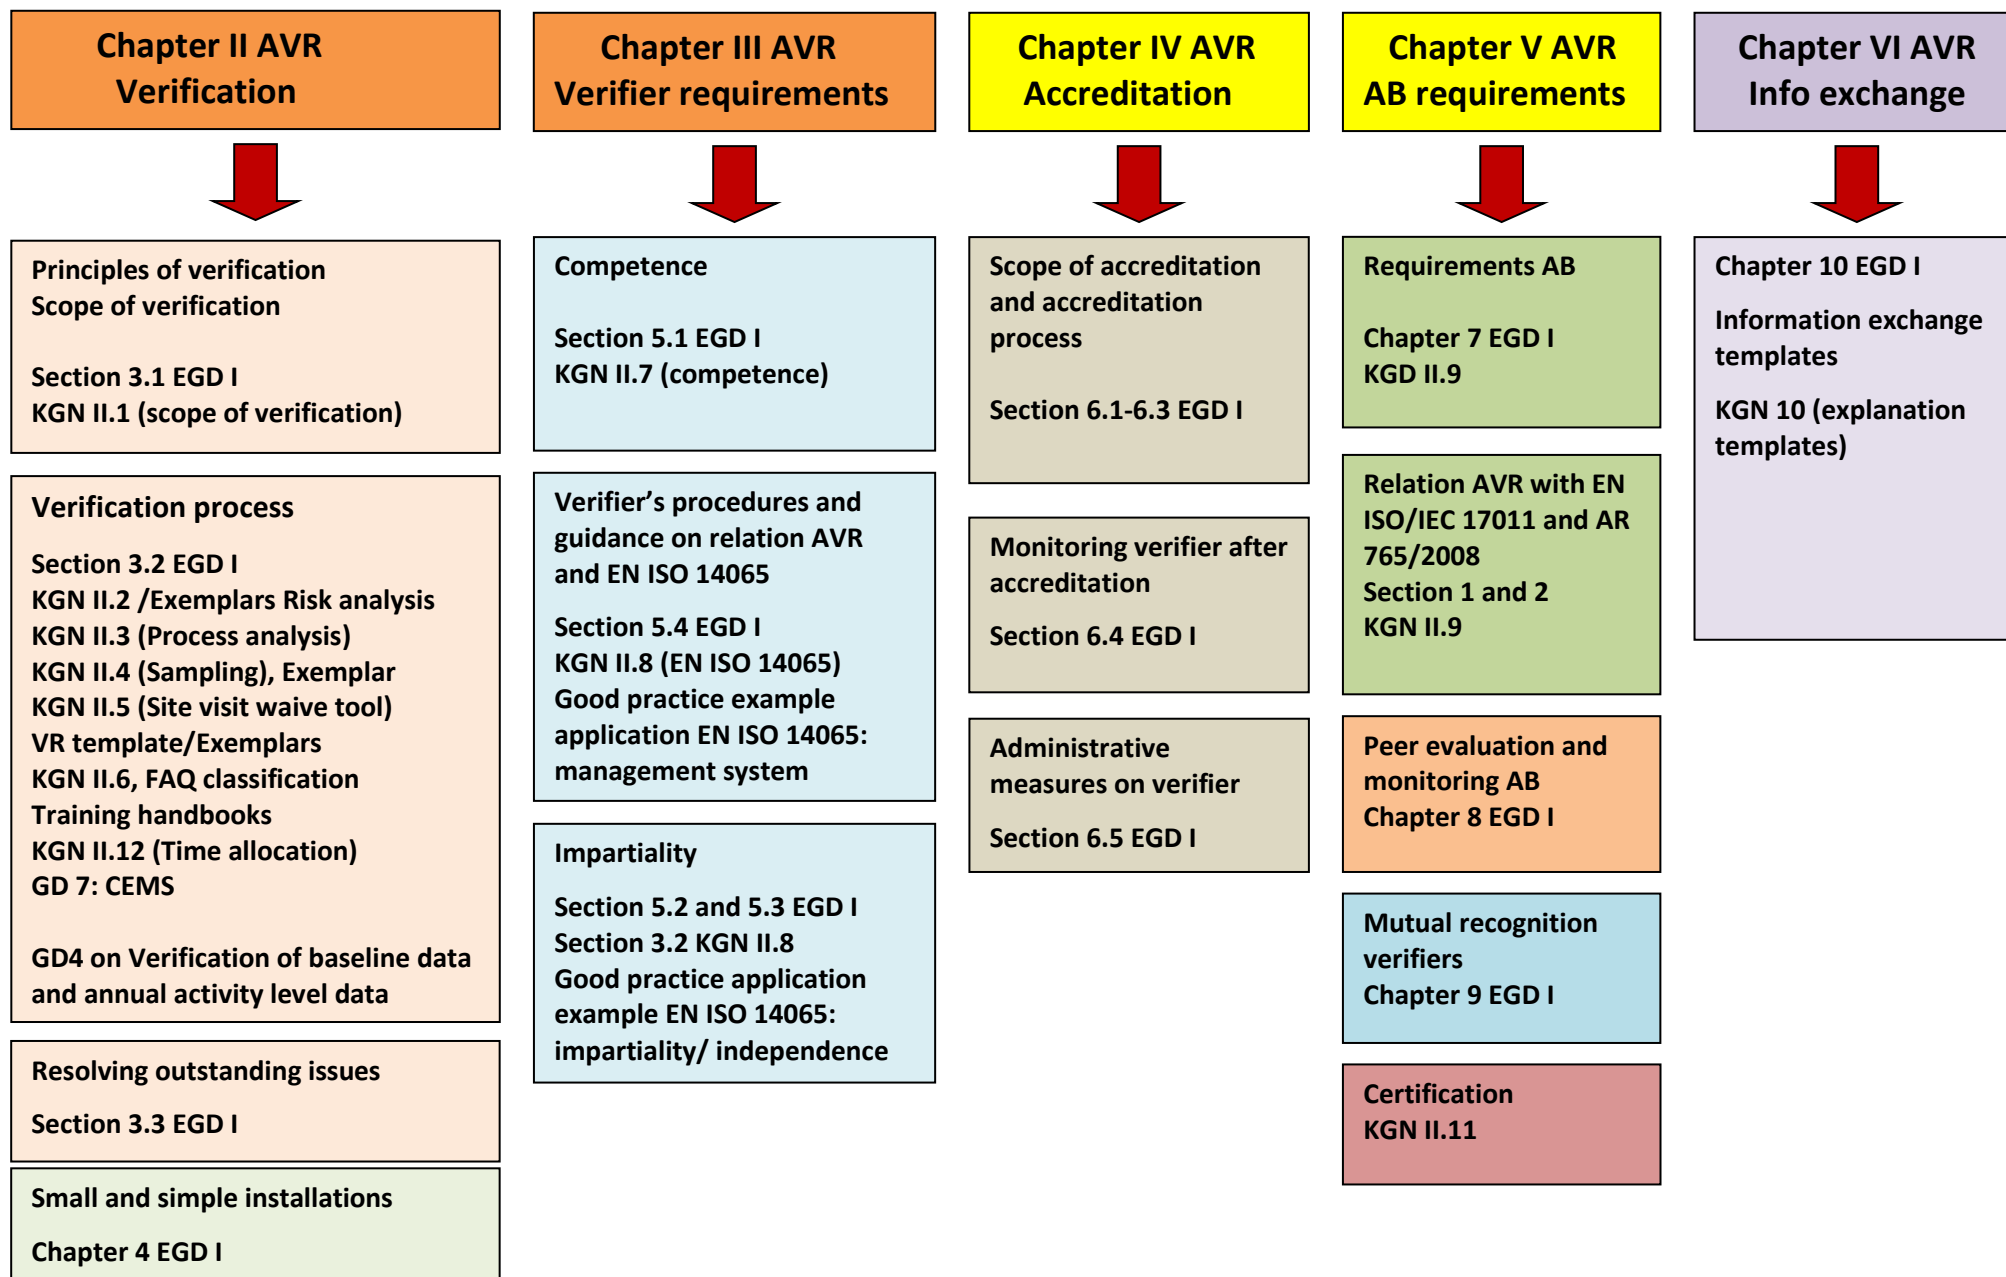 Chapter II AVR
Verification
Principles of verification
Scope of verification
Section 3.1 EGD I
KGN II.1 (scope of verification)
Verification process
Section 3.2 EGD I
KGN II.2 /Exemplars Risk analysis
KGN II.3 (Process analysis)
KGN II.4 (Sampling), Exemplar
KGN II.5 (Site visit waive tool)
VR template/Exemplars
KGN II.6, FAQ classification
Training handbooks
KGN II.12 (Time allocation)
GD 7: CEMS
GD4 on Verification of baseline data
and annual activity level data
Resolving outstanding issues
Section 3.3 EGD I
Small and simple installations
Chapter 4 EGD I
Chapter III AVR
Verifier requirements
Competence
Section 5.1 EGD I
KGN II.7 (competence)
Verifier’s procedures and
guidance on relation AVR
and EN ISO 14065
Section 5.4 EGD I
KGN II.8 (EN ISO 14065)
Good practice example
application EN ISO 14065:
management system
Impartiality
Section 5.2 and 5.3 EGD I
Section 3.2 KGN II.8
Good practice application
example EN ISO 14065:
impartiality/ independence
Chapter IV AVR
Accreditation
Scope of accreditation
and accreditation
process
Section 6.1-6.3 EGD I
Monitoring verifier after
accreditation
Section 6.4 EGD I
Administrative
measures on verifier
Section 6.5 EGD I
Chapter V AVR
AB requirements
Requirements AB
Chapter 7 EGD I
KGD II.9
Relation AVR with EN
ISO/IEC 17011 and AR
765/2008
Section 1 and 2
KGN II.9
Peer evaluation and
monitoring AB
Chapter 8 EGD I
Mutual recognition
verifiers
Chapter 9 EGD I
Certification
KGN II.11
Chapter VI AVR
Info exchange
Chapter 10 EGD I
Information exchange
templates
KGN 10 (explanation
templates)